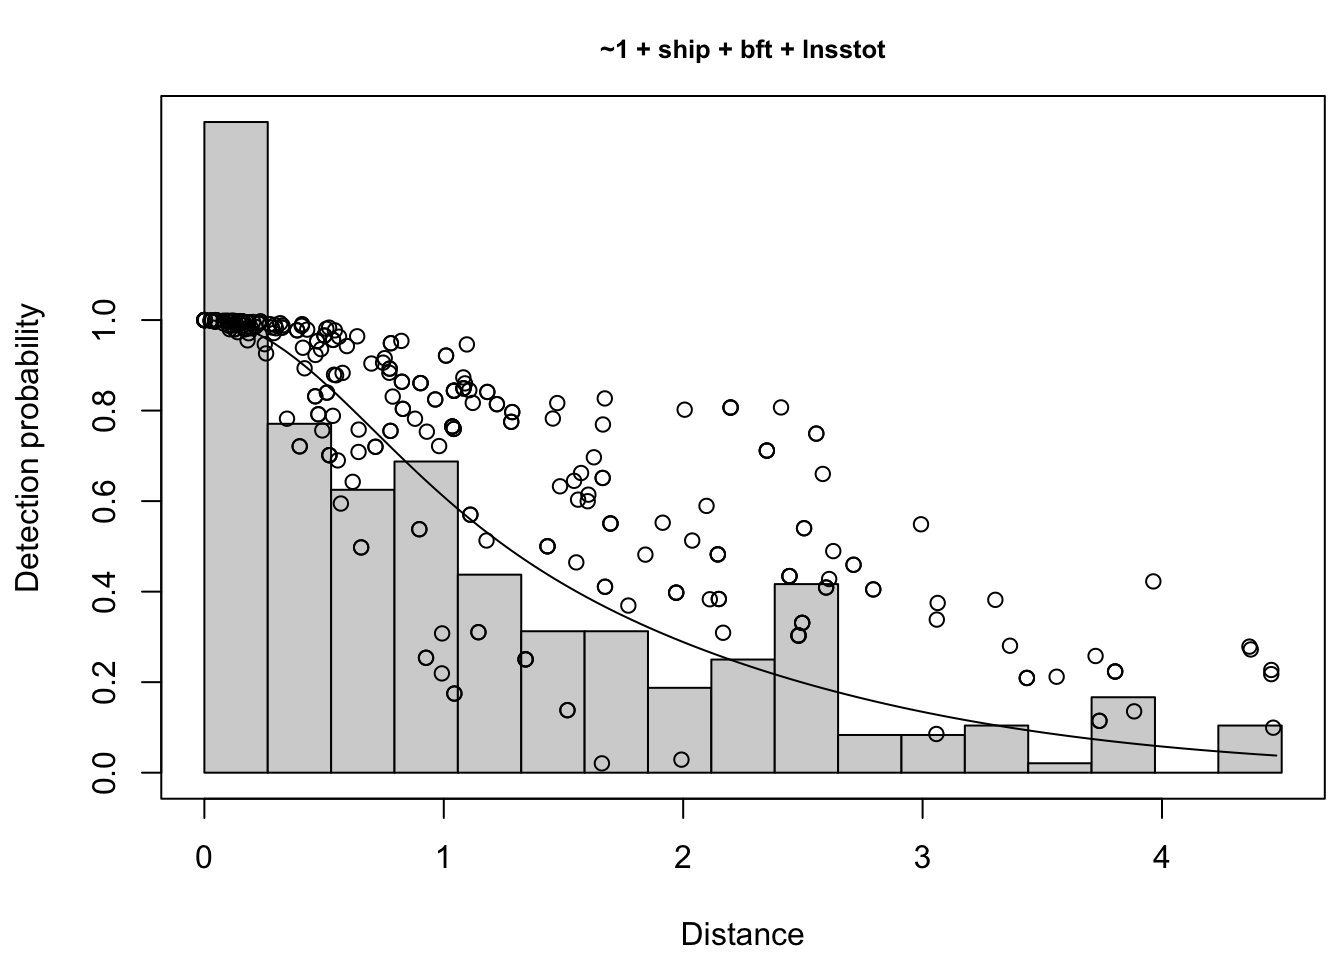 ~1 + ship + bft + lnsstot
Detection probability
1.0
0.8
0.6
0.4
0.2
0.0
0 1 2 3 4
Distance